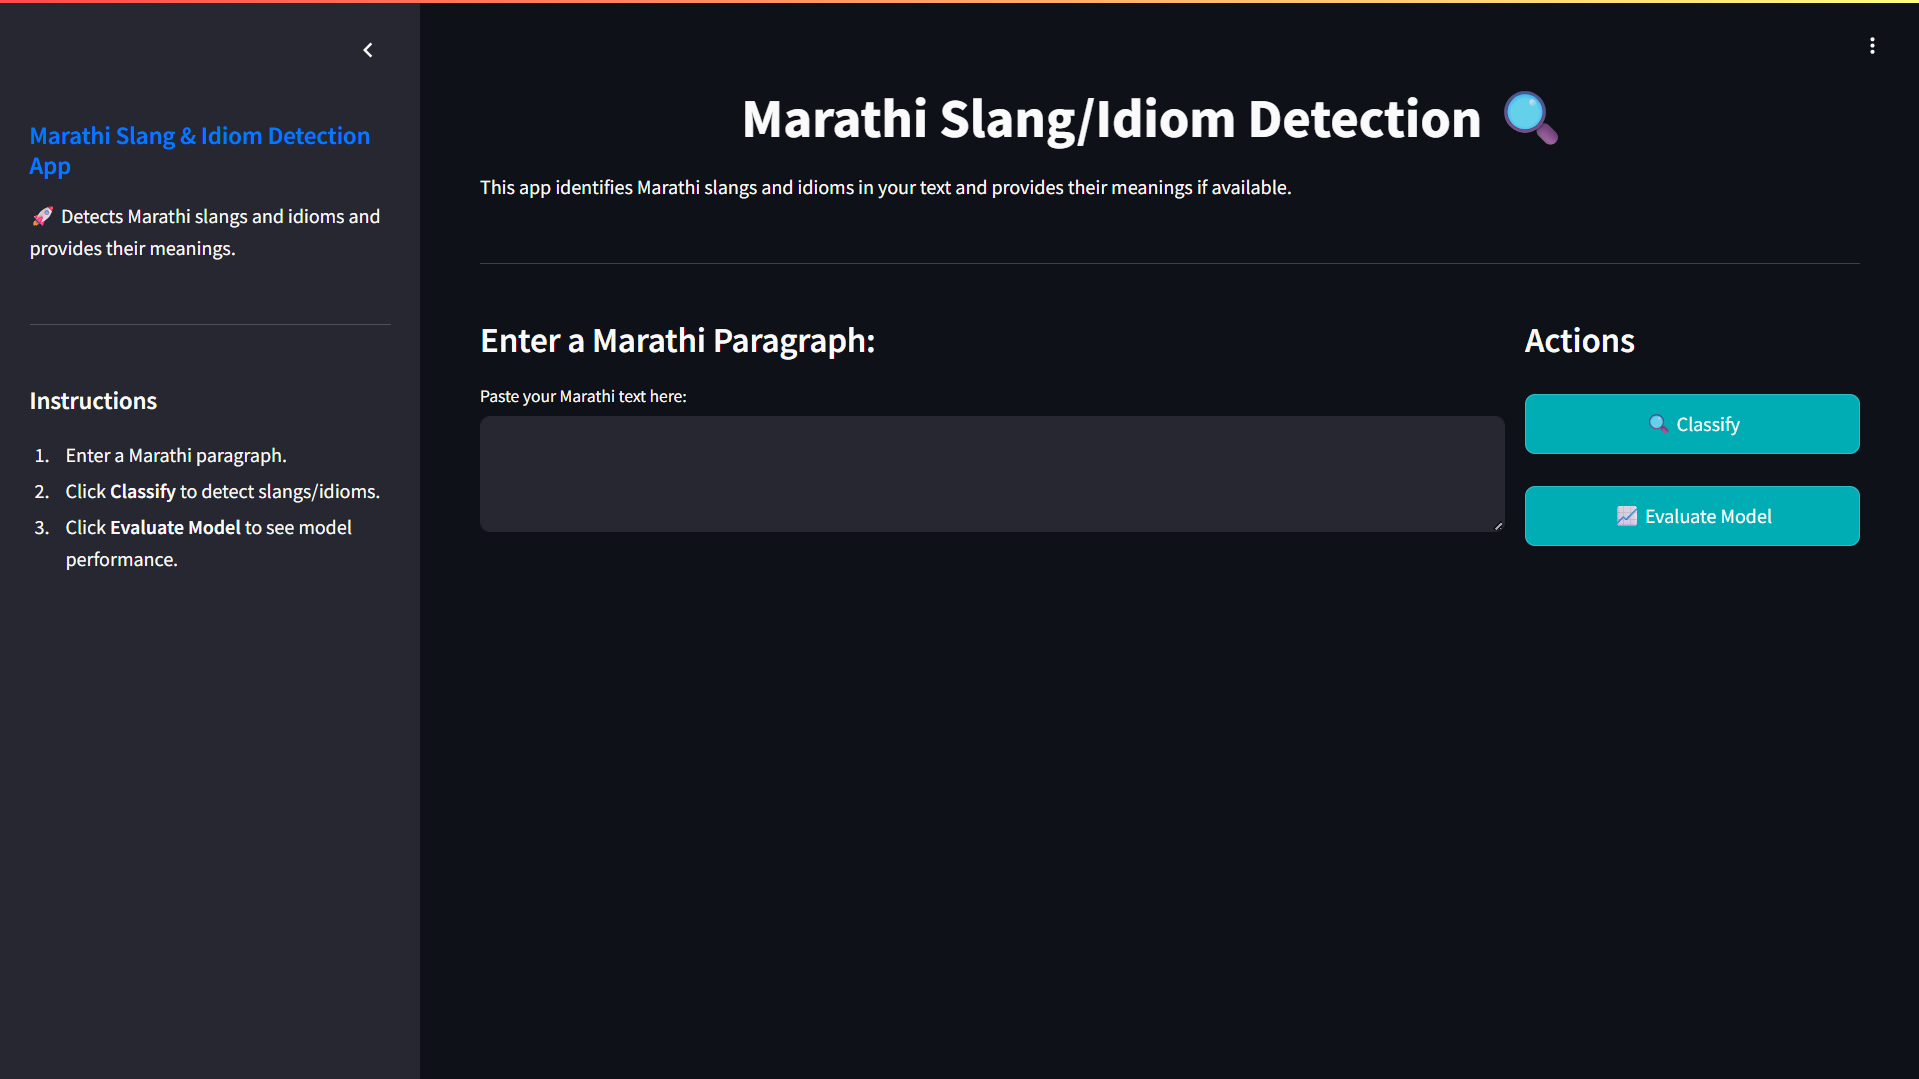 Marathi Slang & Idiom Detection
App
🚀 Detects Marathi slangs and idioms and
provides their meanings.
Instructions
1. Enter a Marathi paragraph.
2. Click Classify to detect slangs/idioms.
3. Click Evaluate Model to see model
performance.
Marathi Slang/Idiom Detection 🔍
This app identifies Marathi slangs and idioms in your text and provides their meanings if available.
Enter a Marathi Paragraph:
Paste your Marathi text here:
Actions
🔍 Classify
📈 Evaluate Model